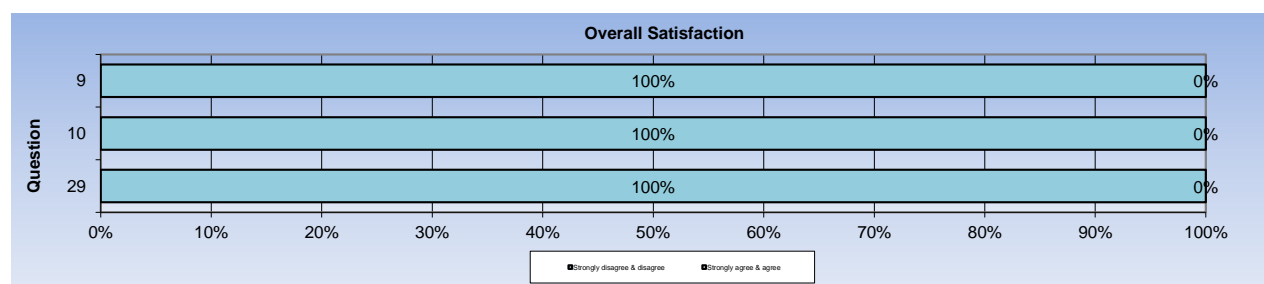 Overall Satisfaction
Question
9
100%
0%
10
100%
0%
29
100%
0%
0% 10% 20% 30% 40% 50% 60% 70% 80% 90% 100%
Strongly disagree & disagree Strongly agree & agree